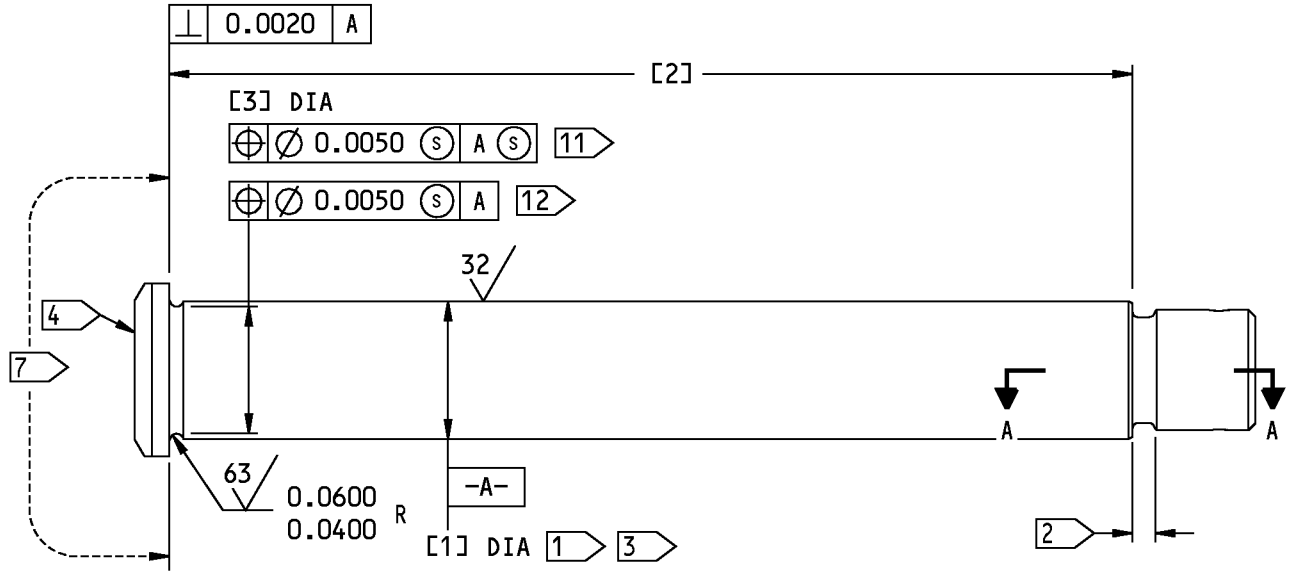 ⊥ 0.0020 A
[2]
[3] DIA
⌖ ⌀ 0.0050 Ⓢ A Ⓢ 11
⌖ ⌀ 0.0050 Ⓢ A 12
32
4
7
A A
63
0.0600
0.0400 R
-A-
[1] DIA 1 3
2